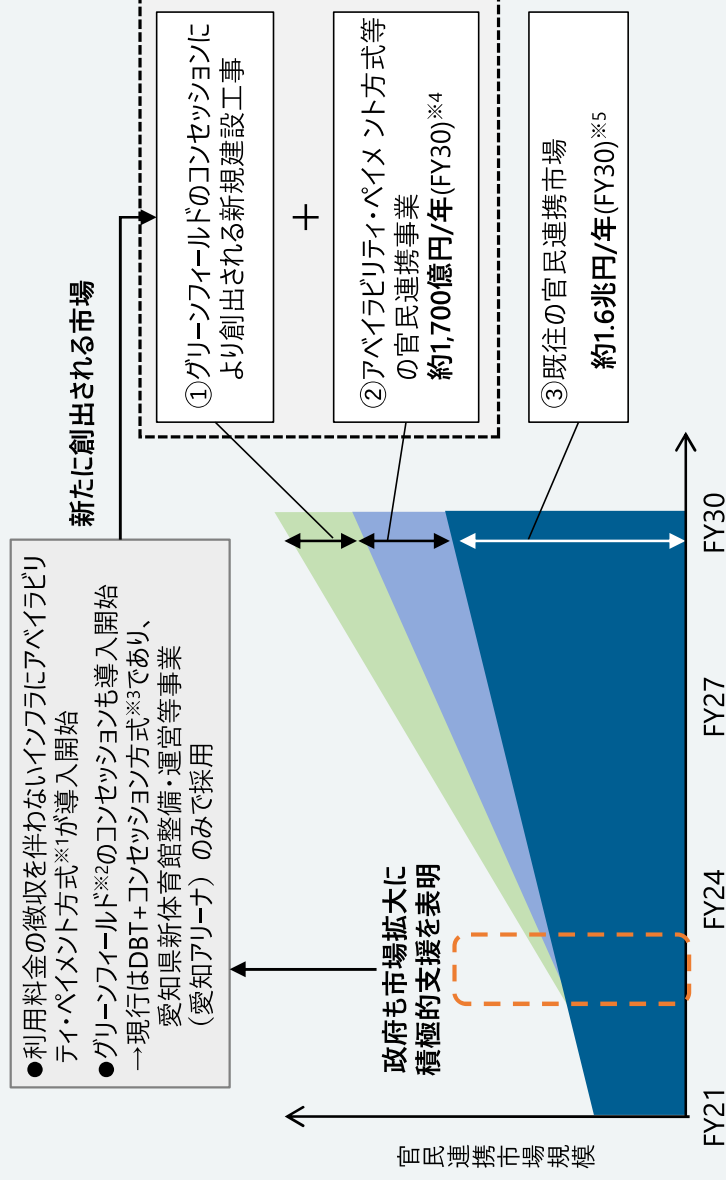 ●利用料金の徴収を伴わないインフラにアベイラビリ
ティ・ペイメント方式※1が導入開始
●グリーンフィールド※2のコンセッションも導入開始
→現行はDBT+コンセッション方式※3であり、
愛知県新体育館整備・運営等事業
（愛知アリーナ）のみで採用
新たに創出される市場
①グリーンフィールドのコンセッションに
より創出される新規建設工事
＋
②アベイラビリティ・ペイメント方式等
の官民連携事業
約1,700億円/年(FY30)※4
③既往の官民連携市場
約1.6兆円/年(FY30)※5
政府も市場拡大に
積極的支援を表明
官民連携市場規模
FY21
FY24
FY27
FY30